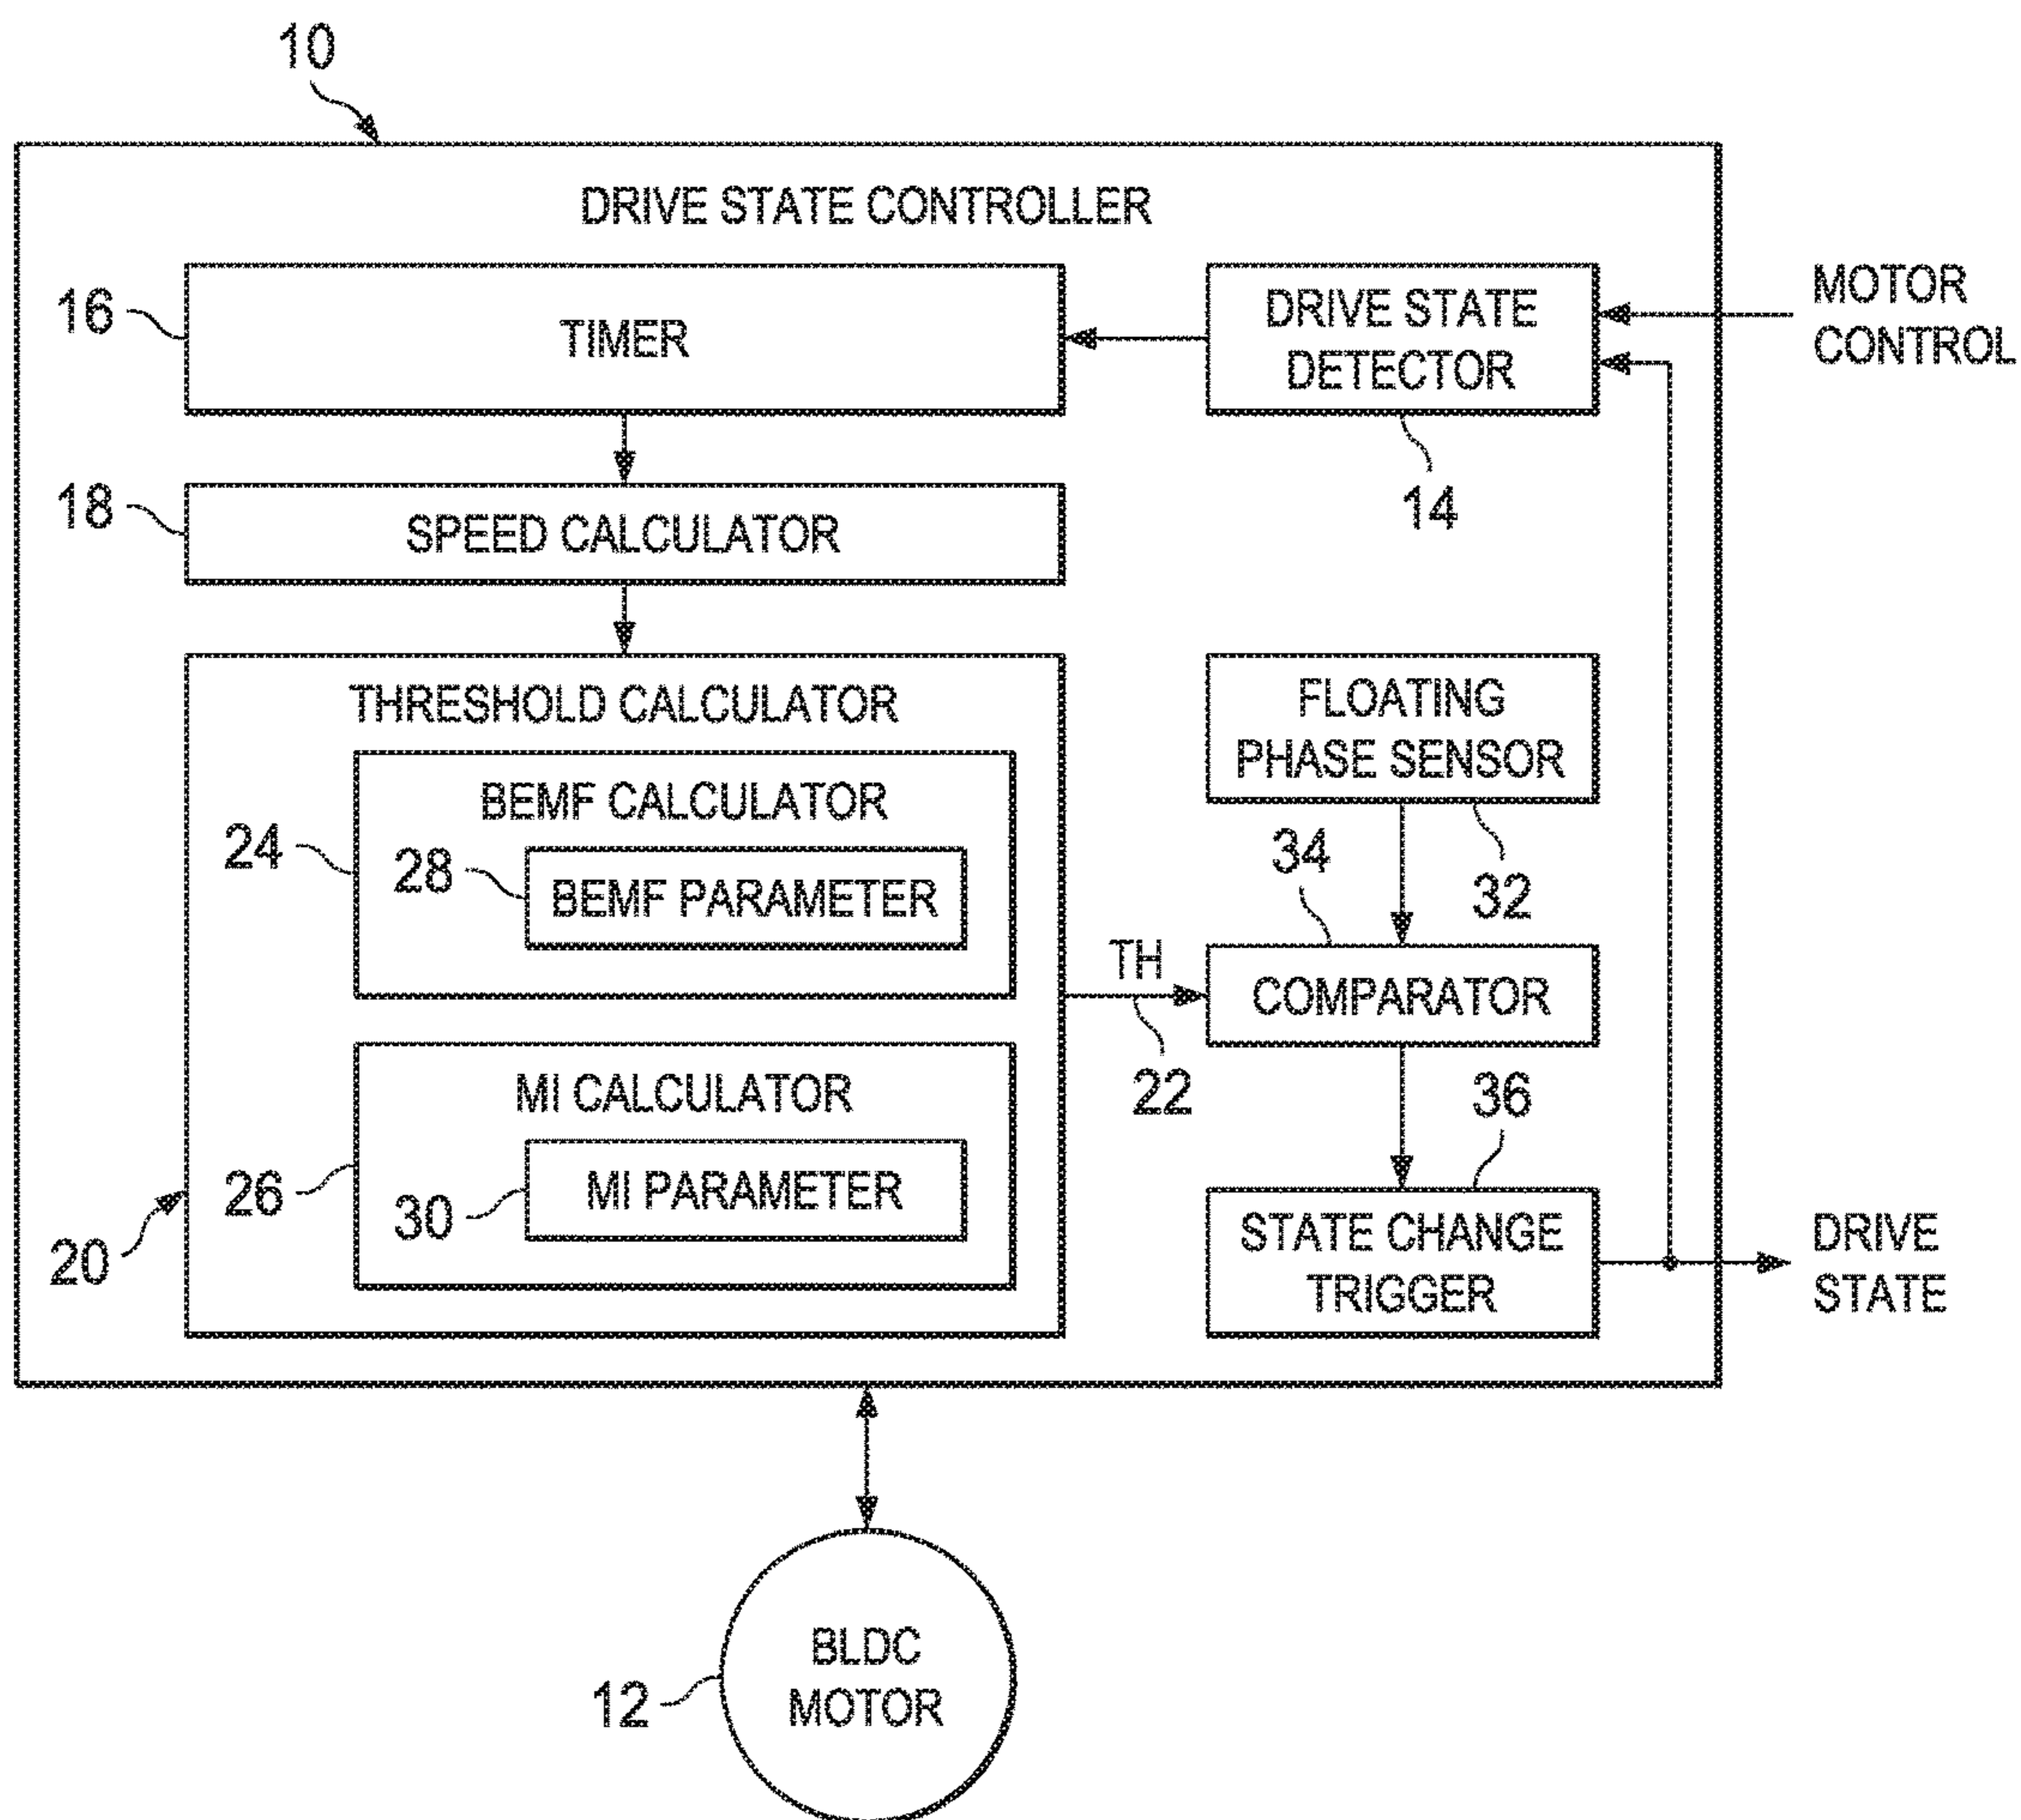 10
DRIVE STATE CONTROLLER
16
TIMER
DRIVE STATE
DETECTOR
MOTOR
CONTROL
14
18
SPEED CALCULATOR
THRESHOLD CALCULATOR
BEMF CALCULATOR
24
28
BEMF PARAMETER
FLOATING
PHASE SENSOR
32
34
TH
22
COMPARATOR
MI CALCULATOR
26
30
MI PARAMETER
20
36
STATE CHANGE
TRIGGER
DRIVE
STATE
12
BLDC
MOTOR